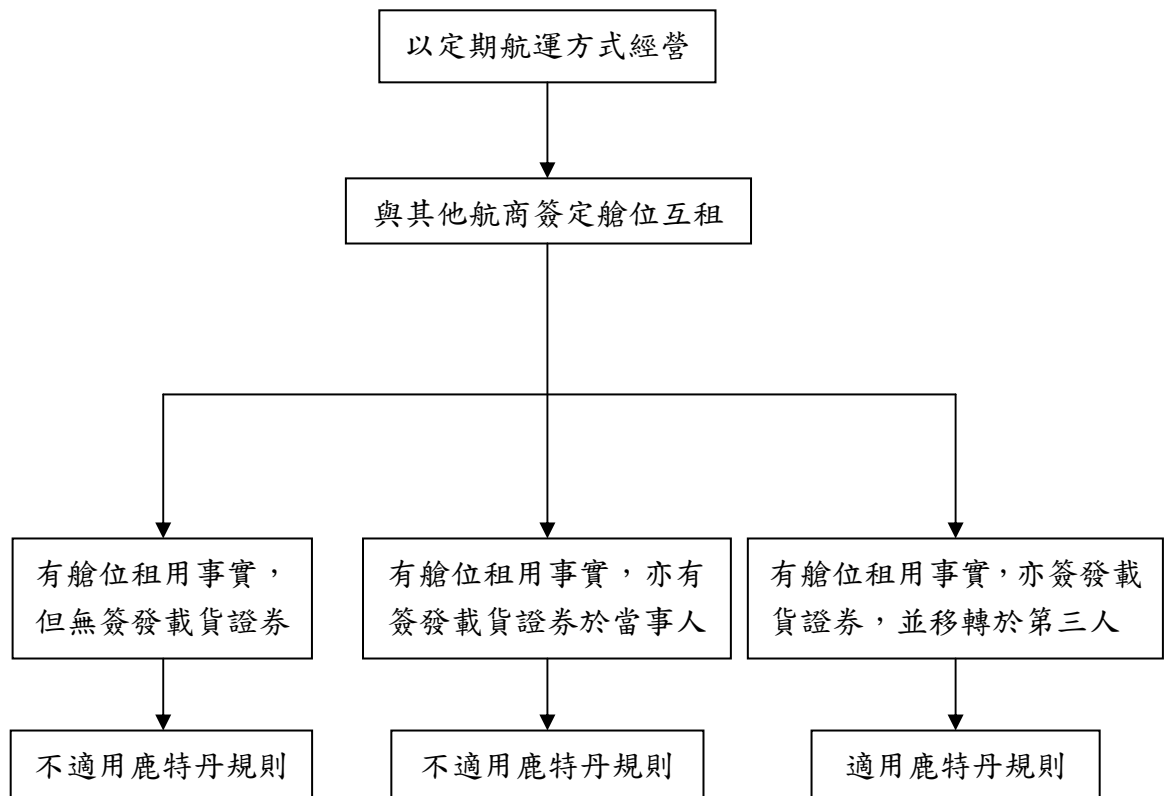 以定期航運方式經營
與其他航商簽定艙位互租
有艙位租用事實，
但無簽發載貨證券
有艙位租用事實，亦有
簽發載貨證券於當事人
有艙位租用事實，亦簽發載
貨證券，並移轉於第三人
不適用鹿特丹規則
不適用鹿特丹規則
適用鹿特丹規則